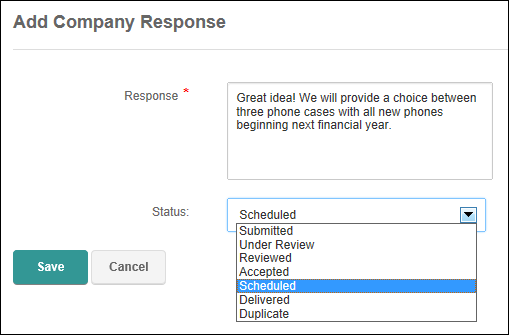 Add Company Response
Response *
Great idea! We will provide a choice between
three phone cases with all new phones
beginning next financial year.
Status:
Scheduled
Submitted
Under Review
Reviewed
Accepted
Scheduled
Delivered
Duplicate
Save
Cancel